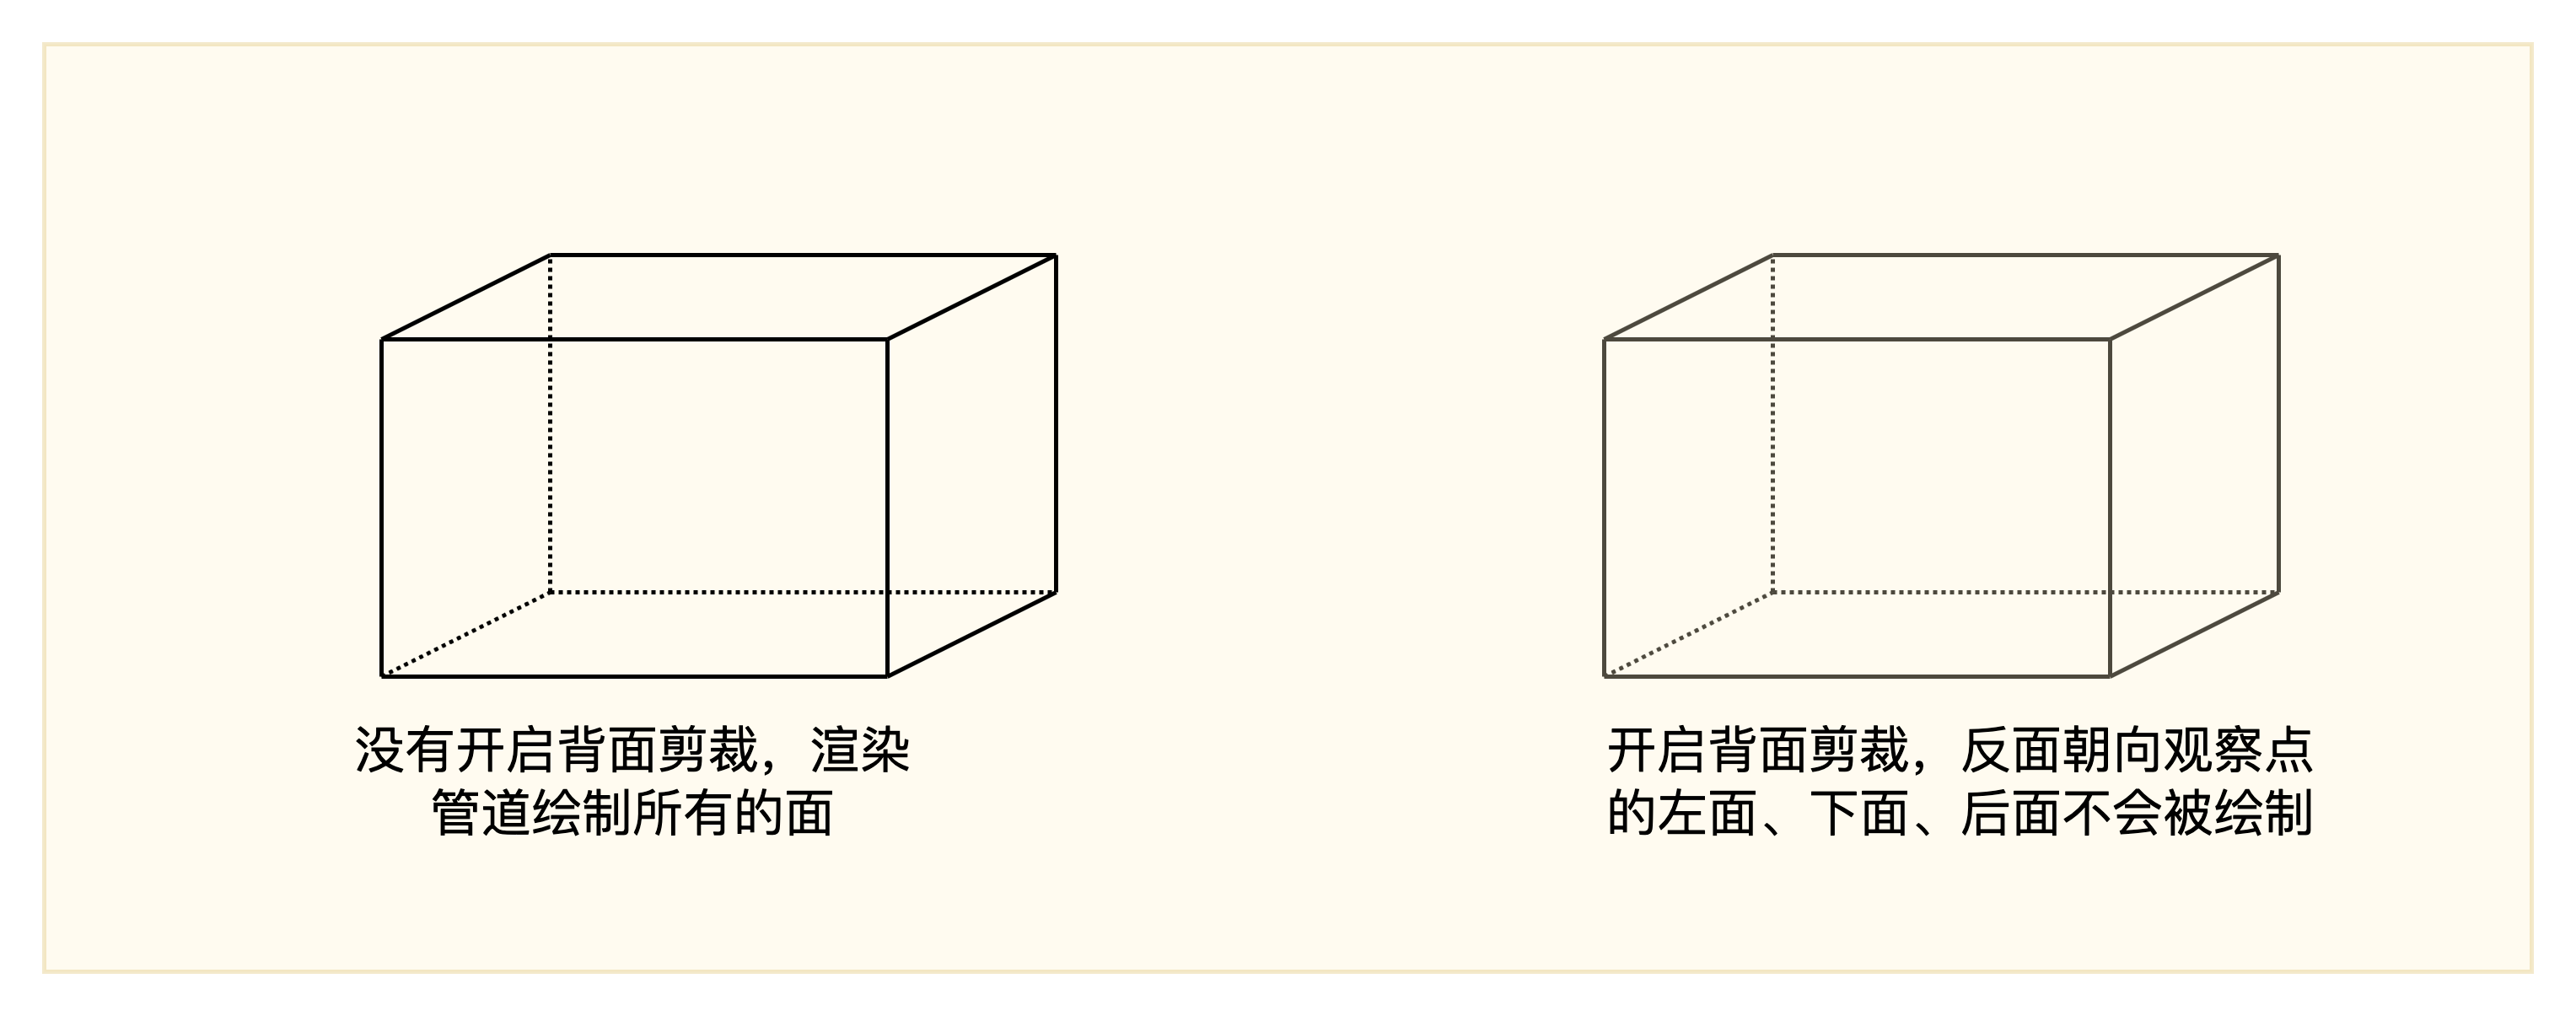 没有开启背面剪裁，渲染
管道绘制所有的面
开启背面剪裁，反面朝向观察点
的左面、下面、后面不会被绘制